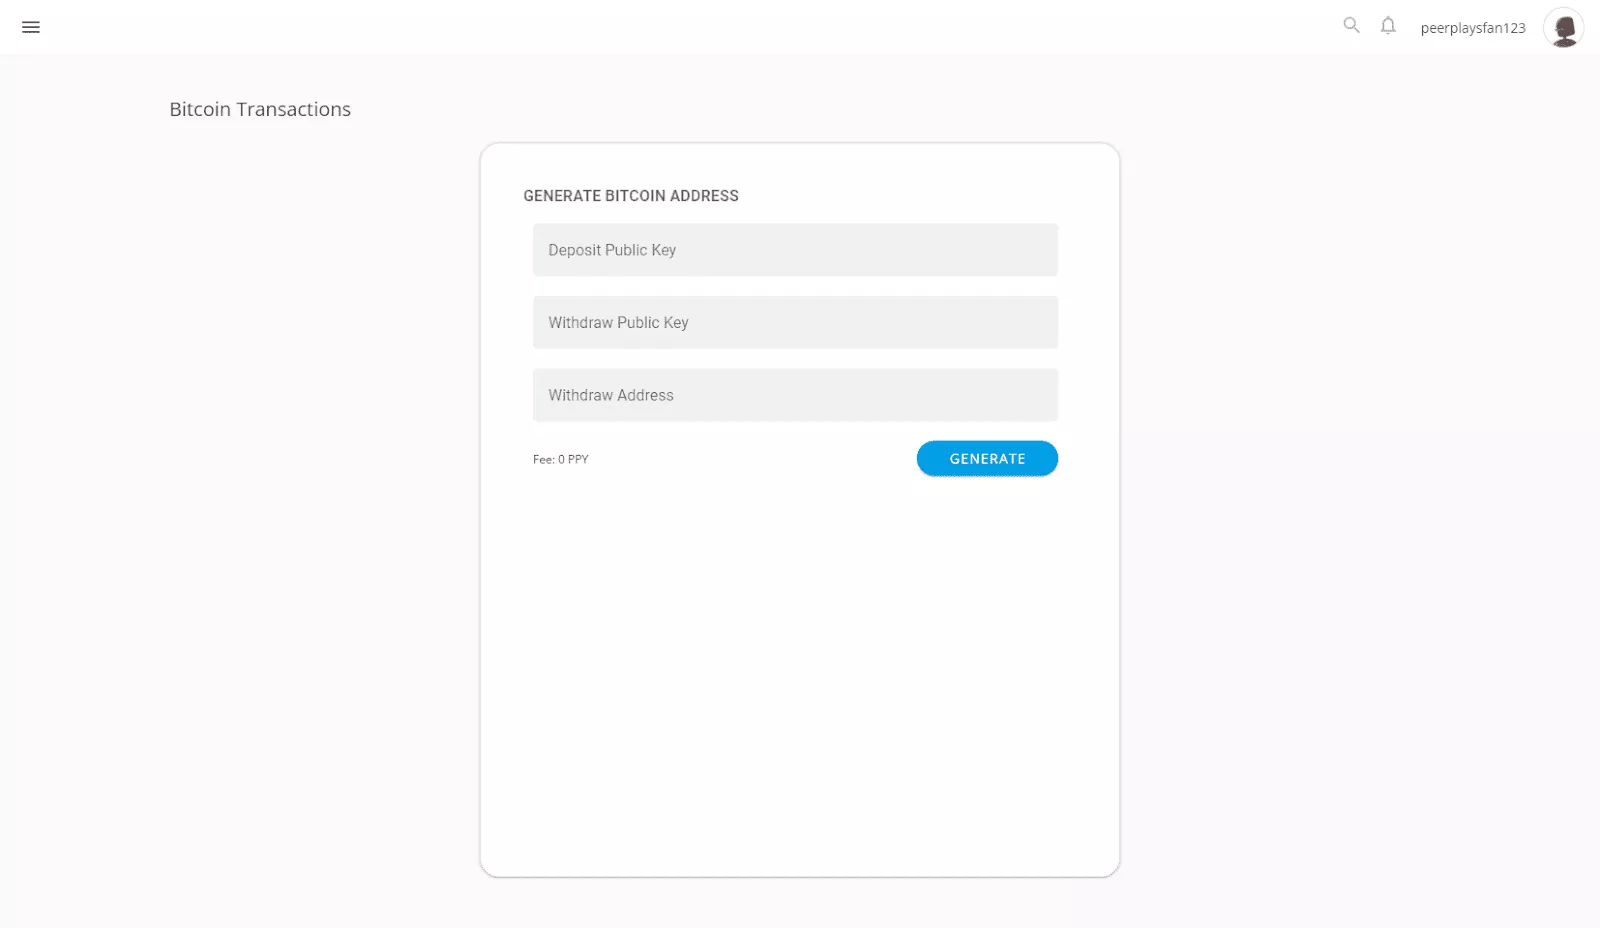 peerplaysfan123
Bitcoin Transactions
GENERATE BITCOIN ADDRESS
Deposit Public Key
Withdraw Public Key
Withdraw Address
Fee: 0 PPY
GENERATE